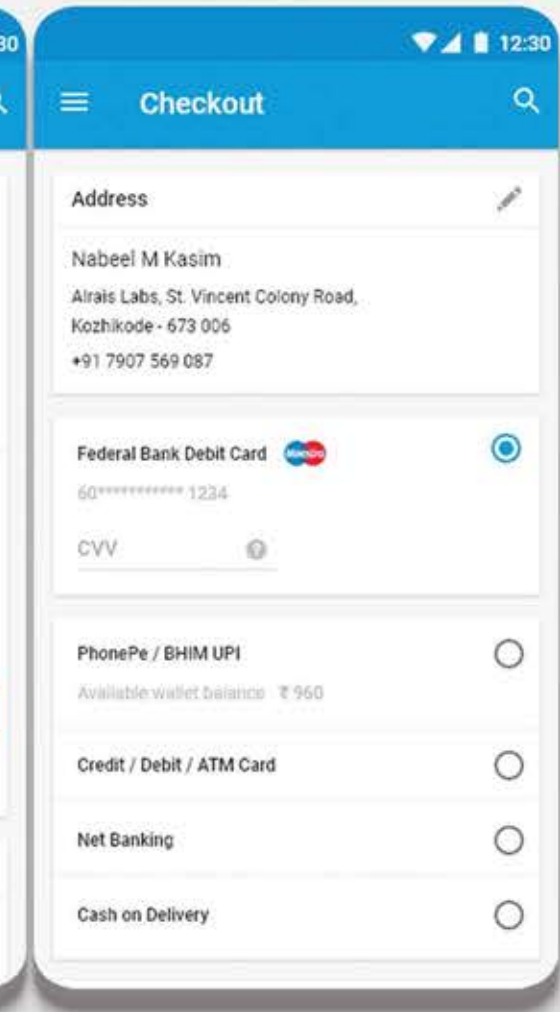 30
12:30
Checkout
Address
Nabeel M Kasim
Alrais Labs, St. Vincent Colony Road,
Kozhikode - 673 006
+91 7907 569 087
Federal Bank Debit Card Maestro
60*********** 1234
CVV
PhonePe / BHIM UPI
Available wallet balance ₹ 960
Credit / Debit / ATM Card
Net Banking
Cash on Delivery